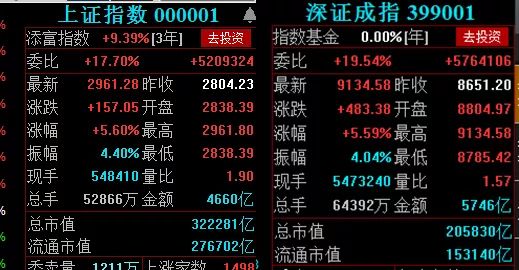 上证指数 000001
添富指数 +9.39% [3年] 去投资
委比 +17.70% +5209324
最新 2961.28 昨收 2804.23
涨跌 +157.05 开盘 2838.39
涨幅 +5.60% 最高 2961.80
振幅 4.40% 最低 2838.39
现手 548410 量比 1.90
总手 52866万 金额 4660亿
总市值 322281亿
流通市值 276702亿
委卖量 1211万 上涨家数 1498
深证成指 399001
指数基金 0.00% [年] 去投资
委比 +19.54% +5764106
最新 9134.58 昨收 8651.20
涨跌 +483.38 开盘 8804.97
涨幅 +5.59% 最高 9134.58
振幅 4.04% 最低 8785.42
现手 5473240 量比 1.57
总手 64392万 金额 5746亿
总市值 205830亿
流通市值 153140亿